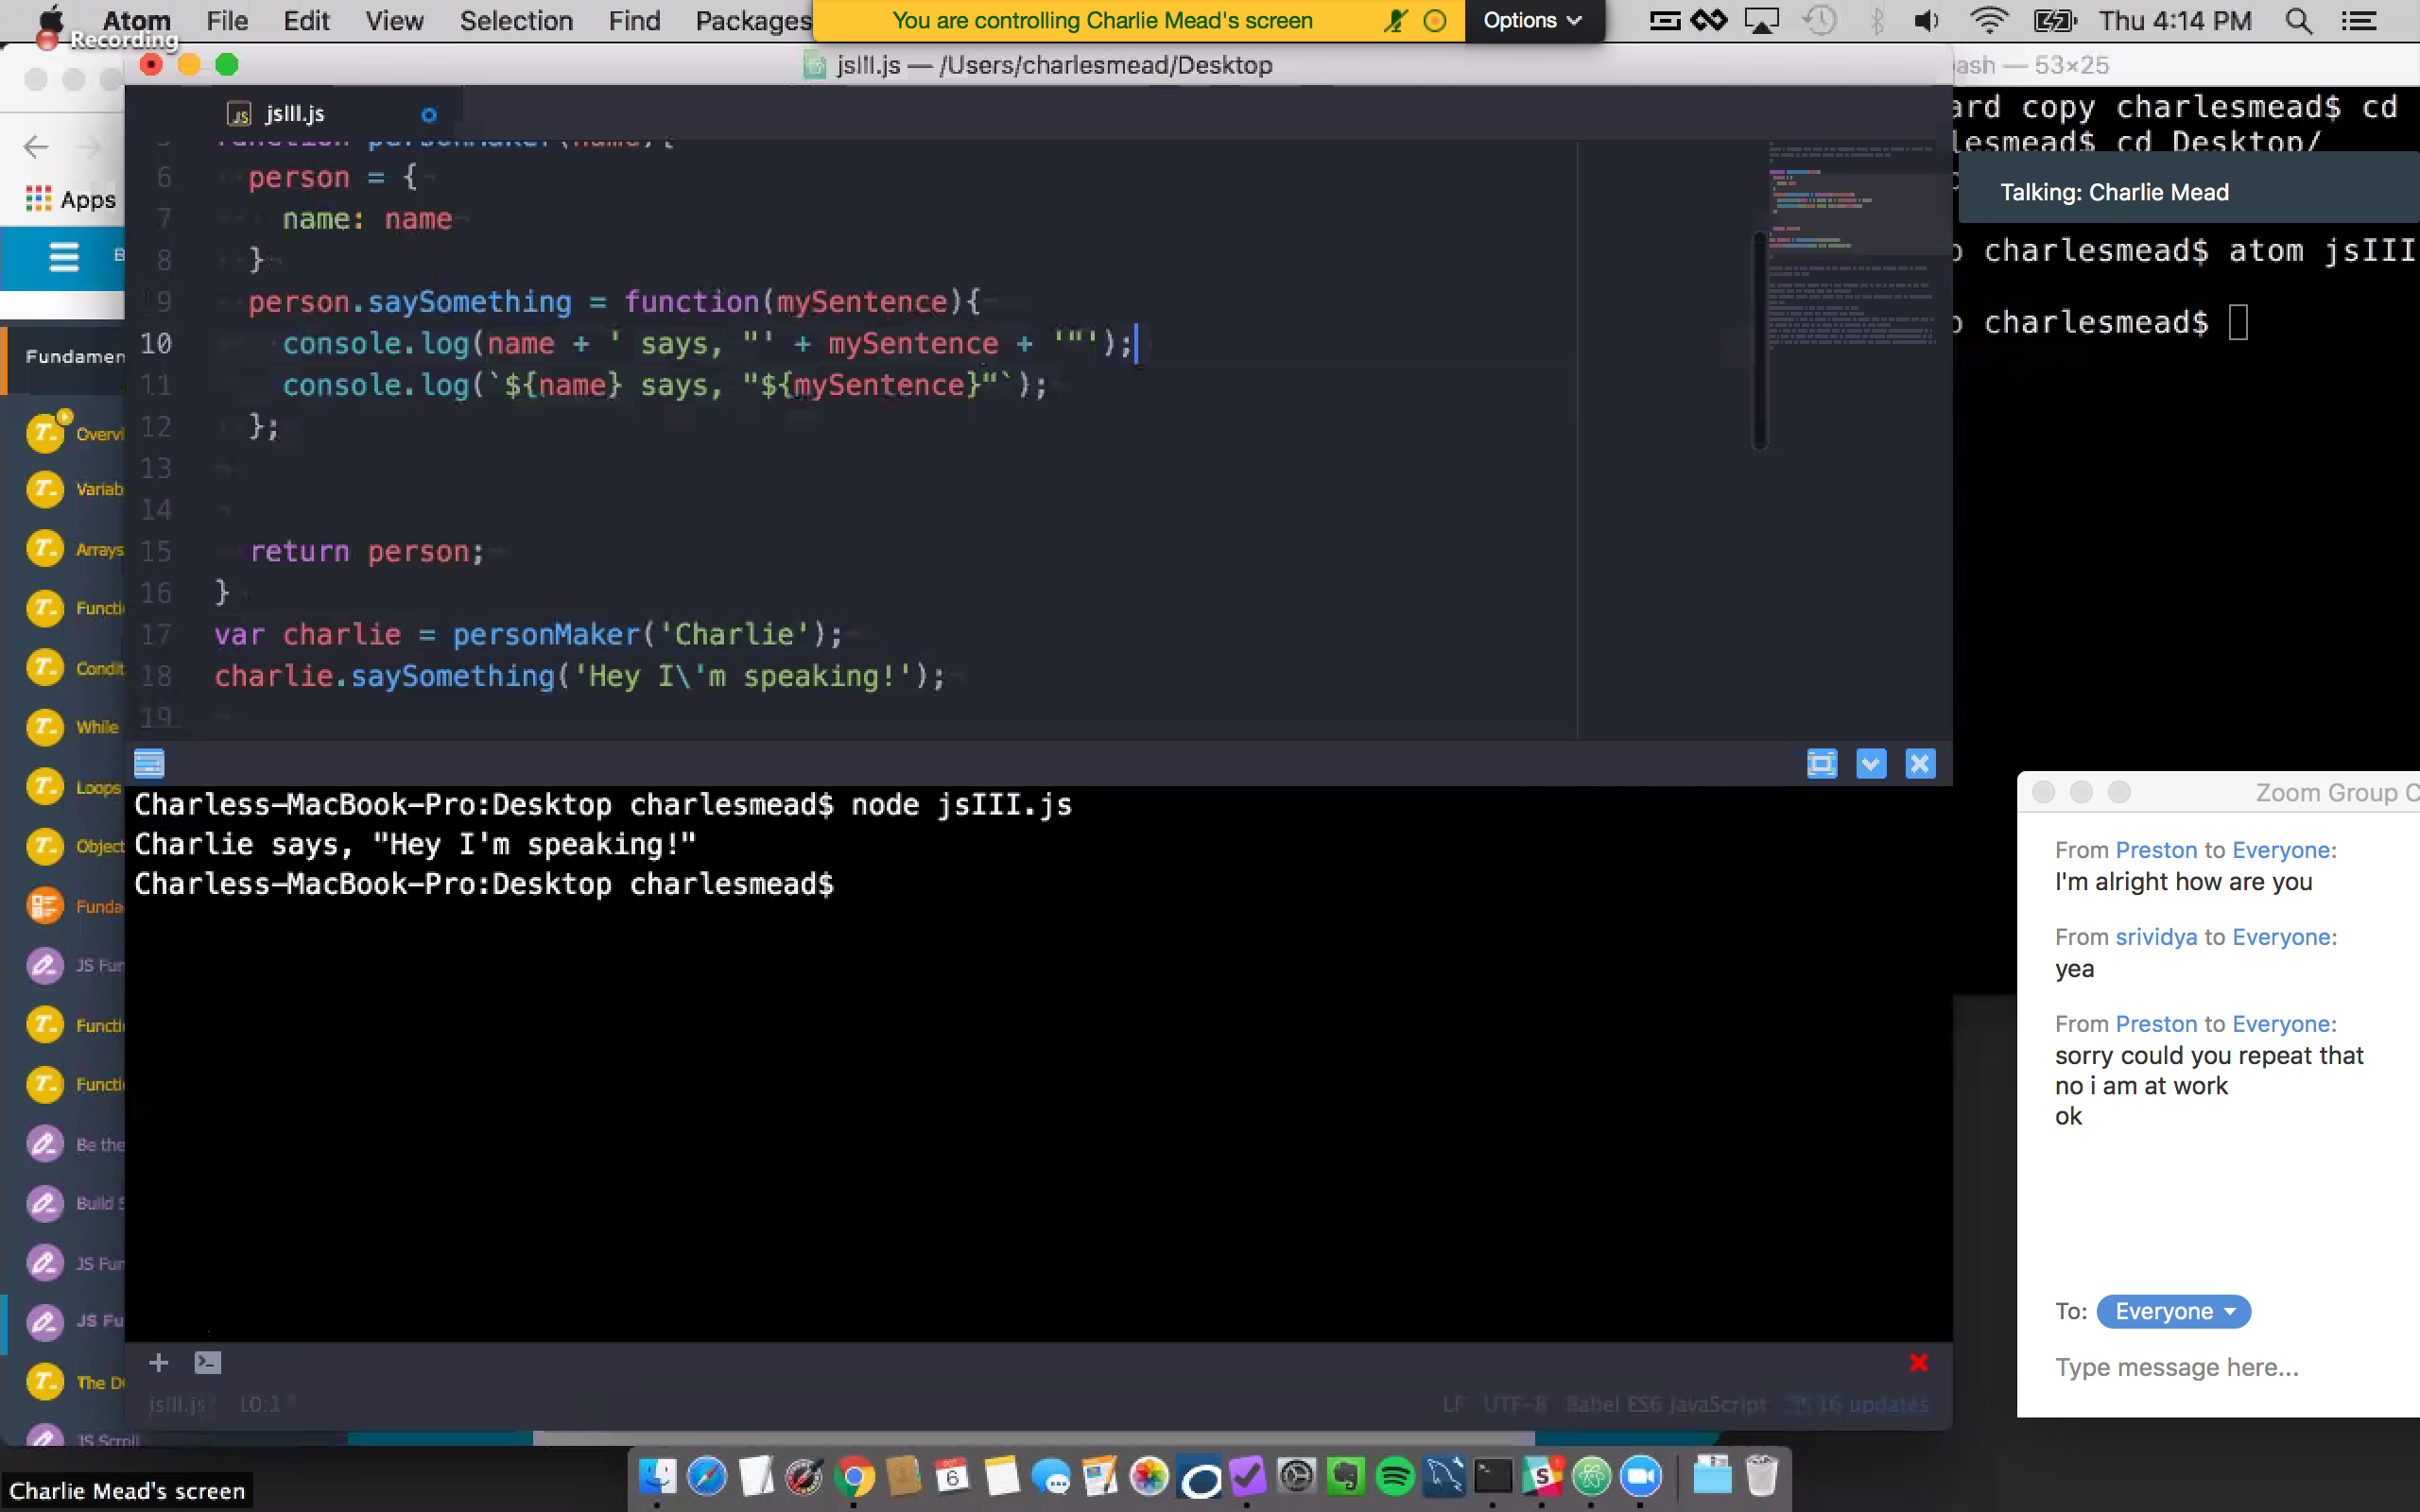 Atom File Edit View Selection Find Packages
You are controlling Charlie Mead's screen
Options
Thu 4:14 PM
Recording
jsIII.js — /Users/charlesmead/Desktop
ash — 53×25
jsIII.js
ard copy charlesmead$ cd
lesmead$ cd Desktop/
Talking: Charlie Mead
charlesmead$ atom jsIII
charlesmead$
Apps
Fundamen
Overvi
Variab
Arrays
Functi
Condit
While
Loops
Object
Funda
JS Fun
Functi
Functi
Be the
Build S
JS Fun
JS Fu
The D
JS Scroll
5 function personMaker(name){
6 person = {
7 name: name
8 }
9 person.saySomething = function(mySentence){
10 console.log(name + ' says, "' + mySentence + '"');
11 console.log(`${name} says, "${mySentence}"`);
12 };
13
14
15 return person;
16 }
17 var charlie = personMaker('Charlie');
18 charlie.saySomething('Hey I\'m speaking!');
19
Charless-MacBook-Pro:Desktop charlesmead$ node jsIII.js
Charlie says, "Hey I'm speaking!"
Charless-MacBook-Pro:Desktop charlesmead$
jsIII.js 10:1
LF UTF-8 Babel ES6 JavaScript 16 updates
Zoom Group C
From Preston to Everyone:
I'm alright how are you
From srividya to Everyone:
yea
From Preston to Everyone:
sorry could you repeat that
no i am at work
ok
To: Everyone
Type message here...
6
Charlie Mead's screen